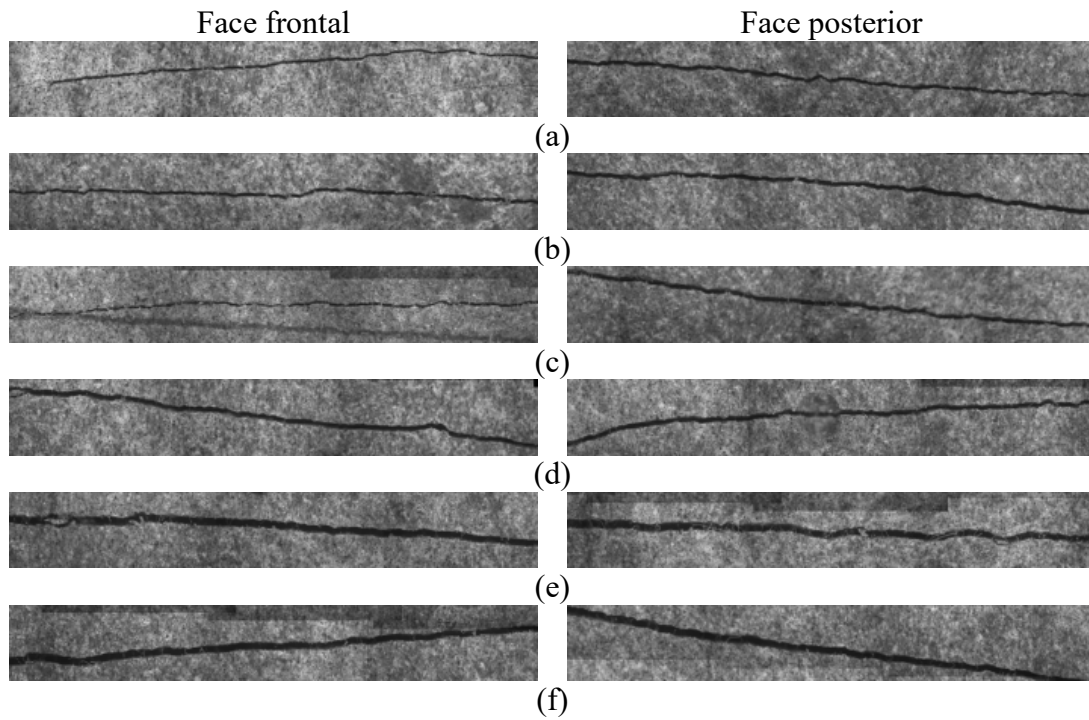 Face frontal Face posterior
(a)
(b)
(c)
(d)
(e)
(f)